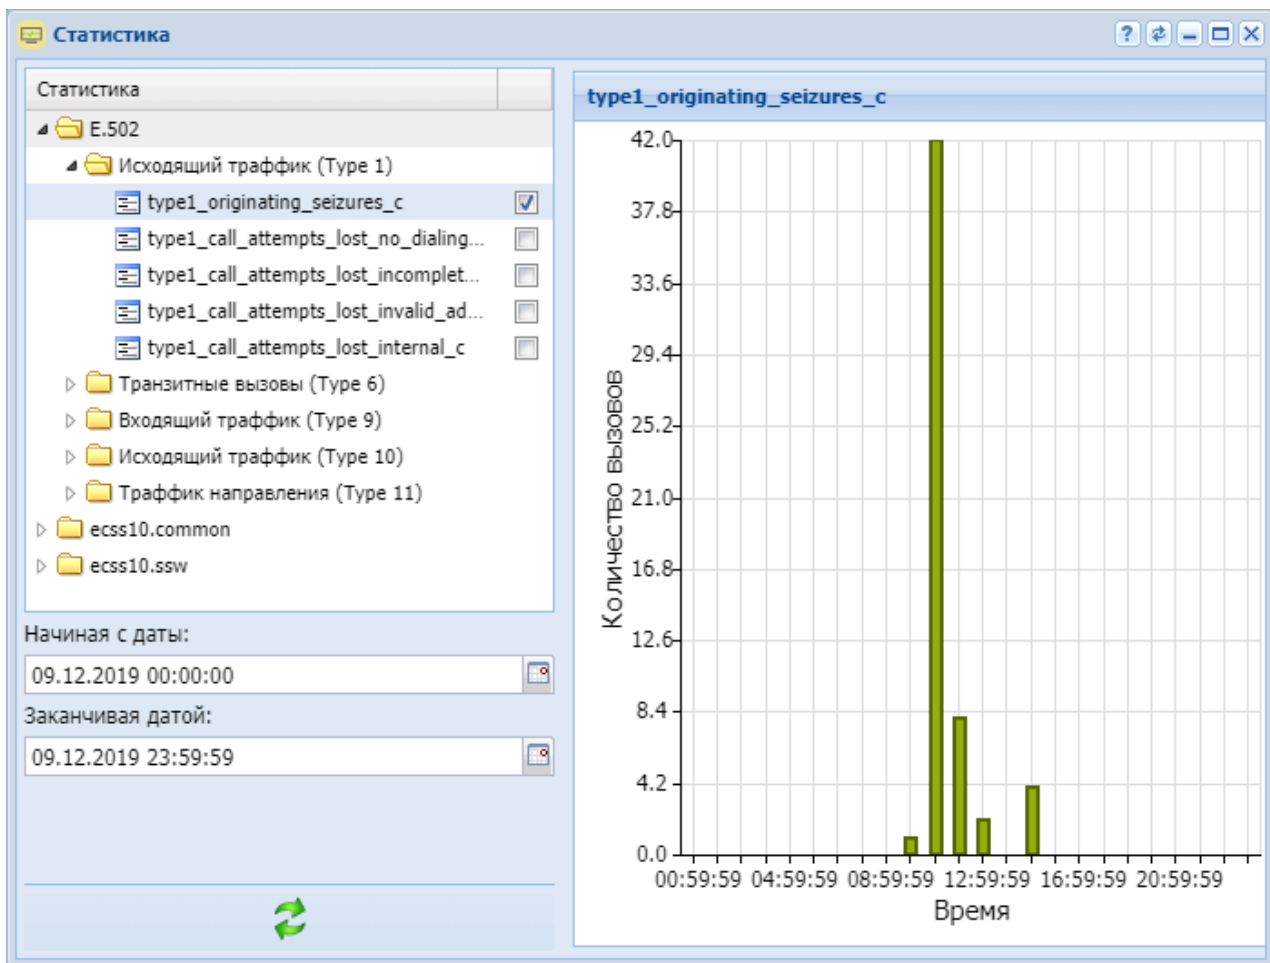 Статистика
Статистика
E.502
Исходящий траффик (Type 1)
type1_originating_seizures_c
type1_call_attempts_lost_no_dialing...
type1_call_attempts_lost_incomplet...
type1_call_attempts_lost_invalid_ad...
type1_call_attempts_lost_internal_c
Транзитные вызовы (Type 6)
Входящий траффик (Type 9)
Исходящий траффик (Type 10)
Траффик направления (Type 11)
ecss10.common
ecss10.ssw
Начиная с даты:
09.12.2019 00:00:00
Заканчивая датой:
09.12.2019 23:59:59
type1_originating_seizures_c
42.0
37.8
33.6
29.4
25.2
21.0
16.8
12.6
8.4
4.2
0.0
Количество вызовов
00:59:59 04:59:59 08:59:59 12:59:59 16:59:59 20:59:59
Время